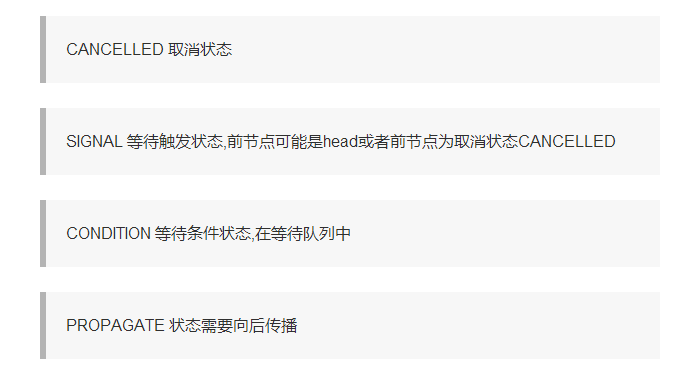 CANCELLED 取消状态
SIGNAL 等待触发状态,前节点可能是head或者前节点为取消状态CANCELLED
CONDITION 等待条件状态,在等待队列中
PROPAGATE 状态需要向后传播